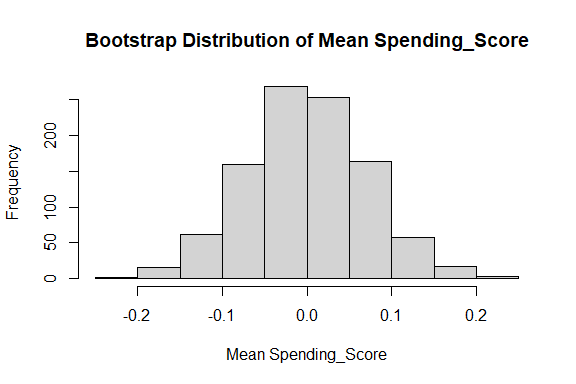 Bootstrap Distribution of Mean Spending_Score
Frequency
200
100
50
0
-0.2 -0.1 0.0 0.1 0.2
Mean Spending_Score